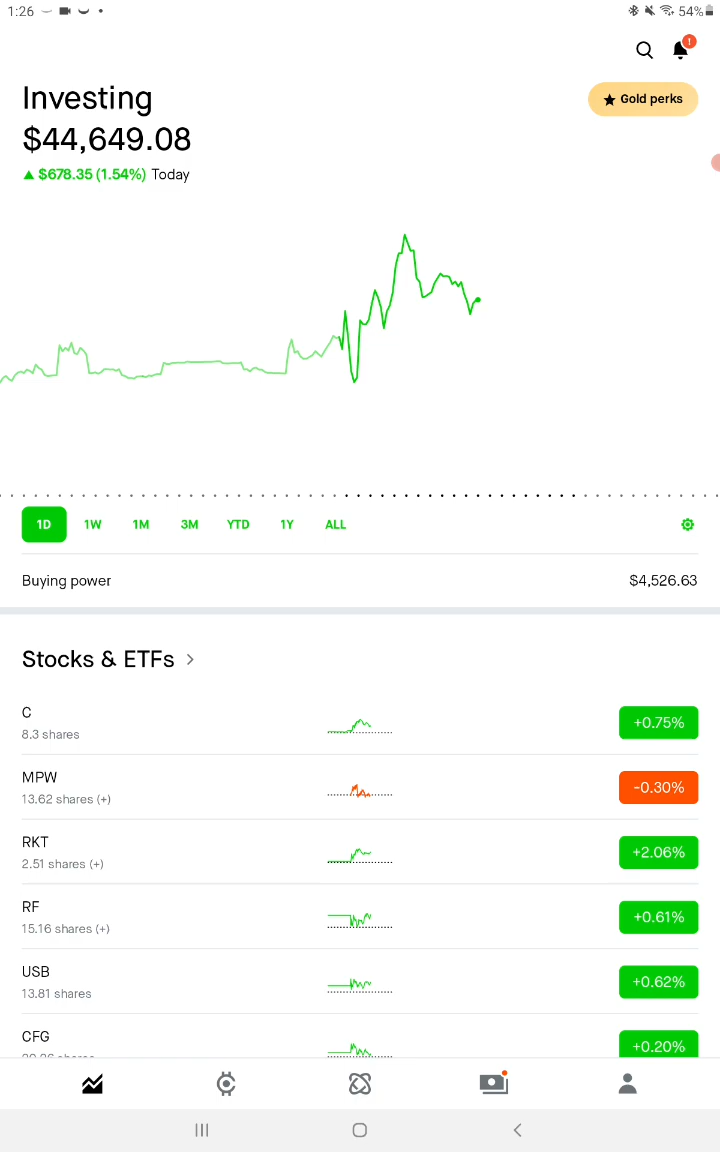 1:26
54%
1
Investing
Gold perks
$44,649.08
$678.35 (1.54%) Today
1D 1W 1M 3M YTD 1Y ALL
Buying power $4,526.63
Stocks & ETFs
C
8.3 shares
+0.75%
MPW
13.62 shares (+)
-0.30%
RKT
2.51 shares (+)
+2.06%
RF
15.16 shares (+)
+0.61%
USB
13.81 shares
+0.62%
CFG
shares
+0.20%